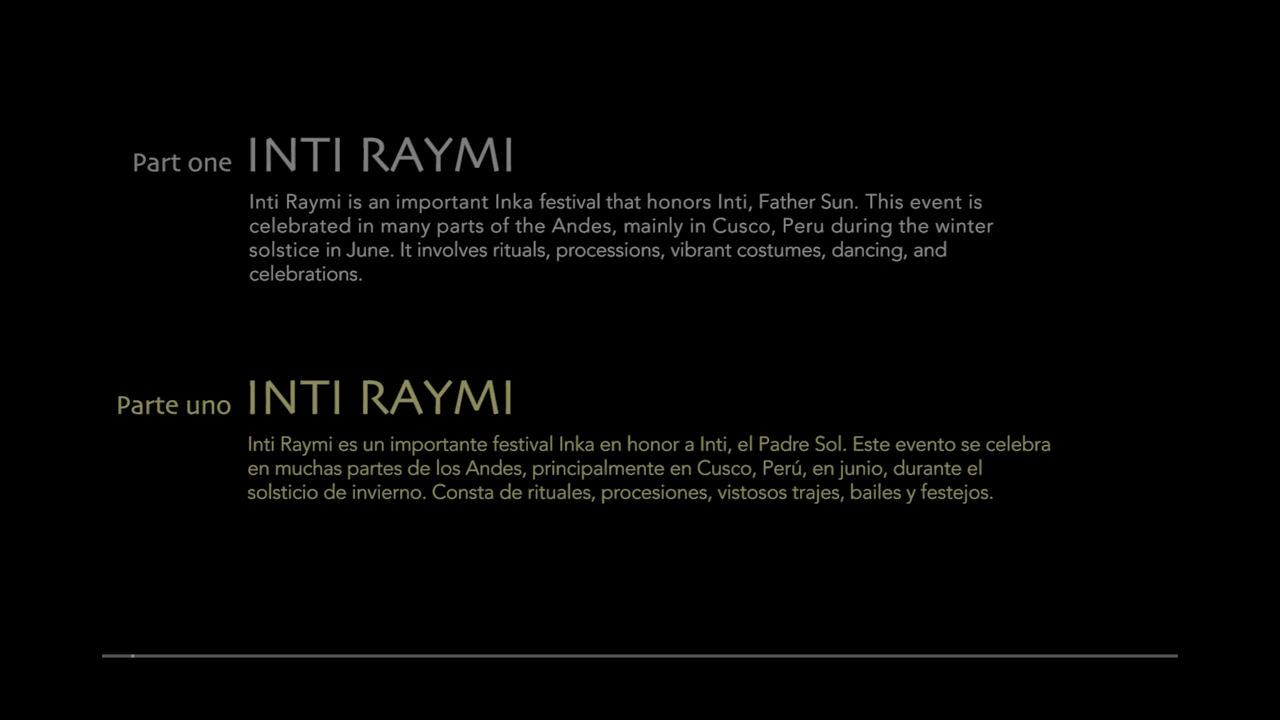 Part one INTI RAYMI
Inti Raymi is an important Inka festival that honors Inti, Father Sun. This event is
celebrated in many parts of the Andes, mainly in Cusco, Peru during the winter
solstice in June. It involves rituals, processions, vibrant costumes, dancing, and
celebrations.
Parte uno INTI RAYMI
Inti Raymi es un importante festival Inka en honor a Inti, el Padre Sol. Este evento se celebra
en muchas partes de los Andes, principalmente en Cusco, Perú, en junio, durante el
solsticio de invierno. Consta de rituales, procesiones, vistosos trajes, bailes y festejos.